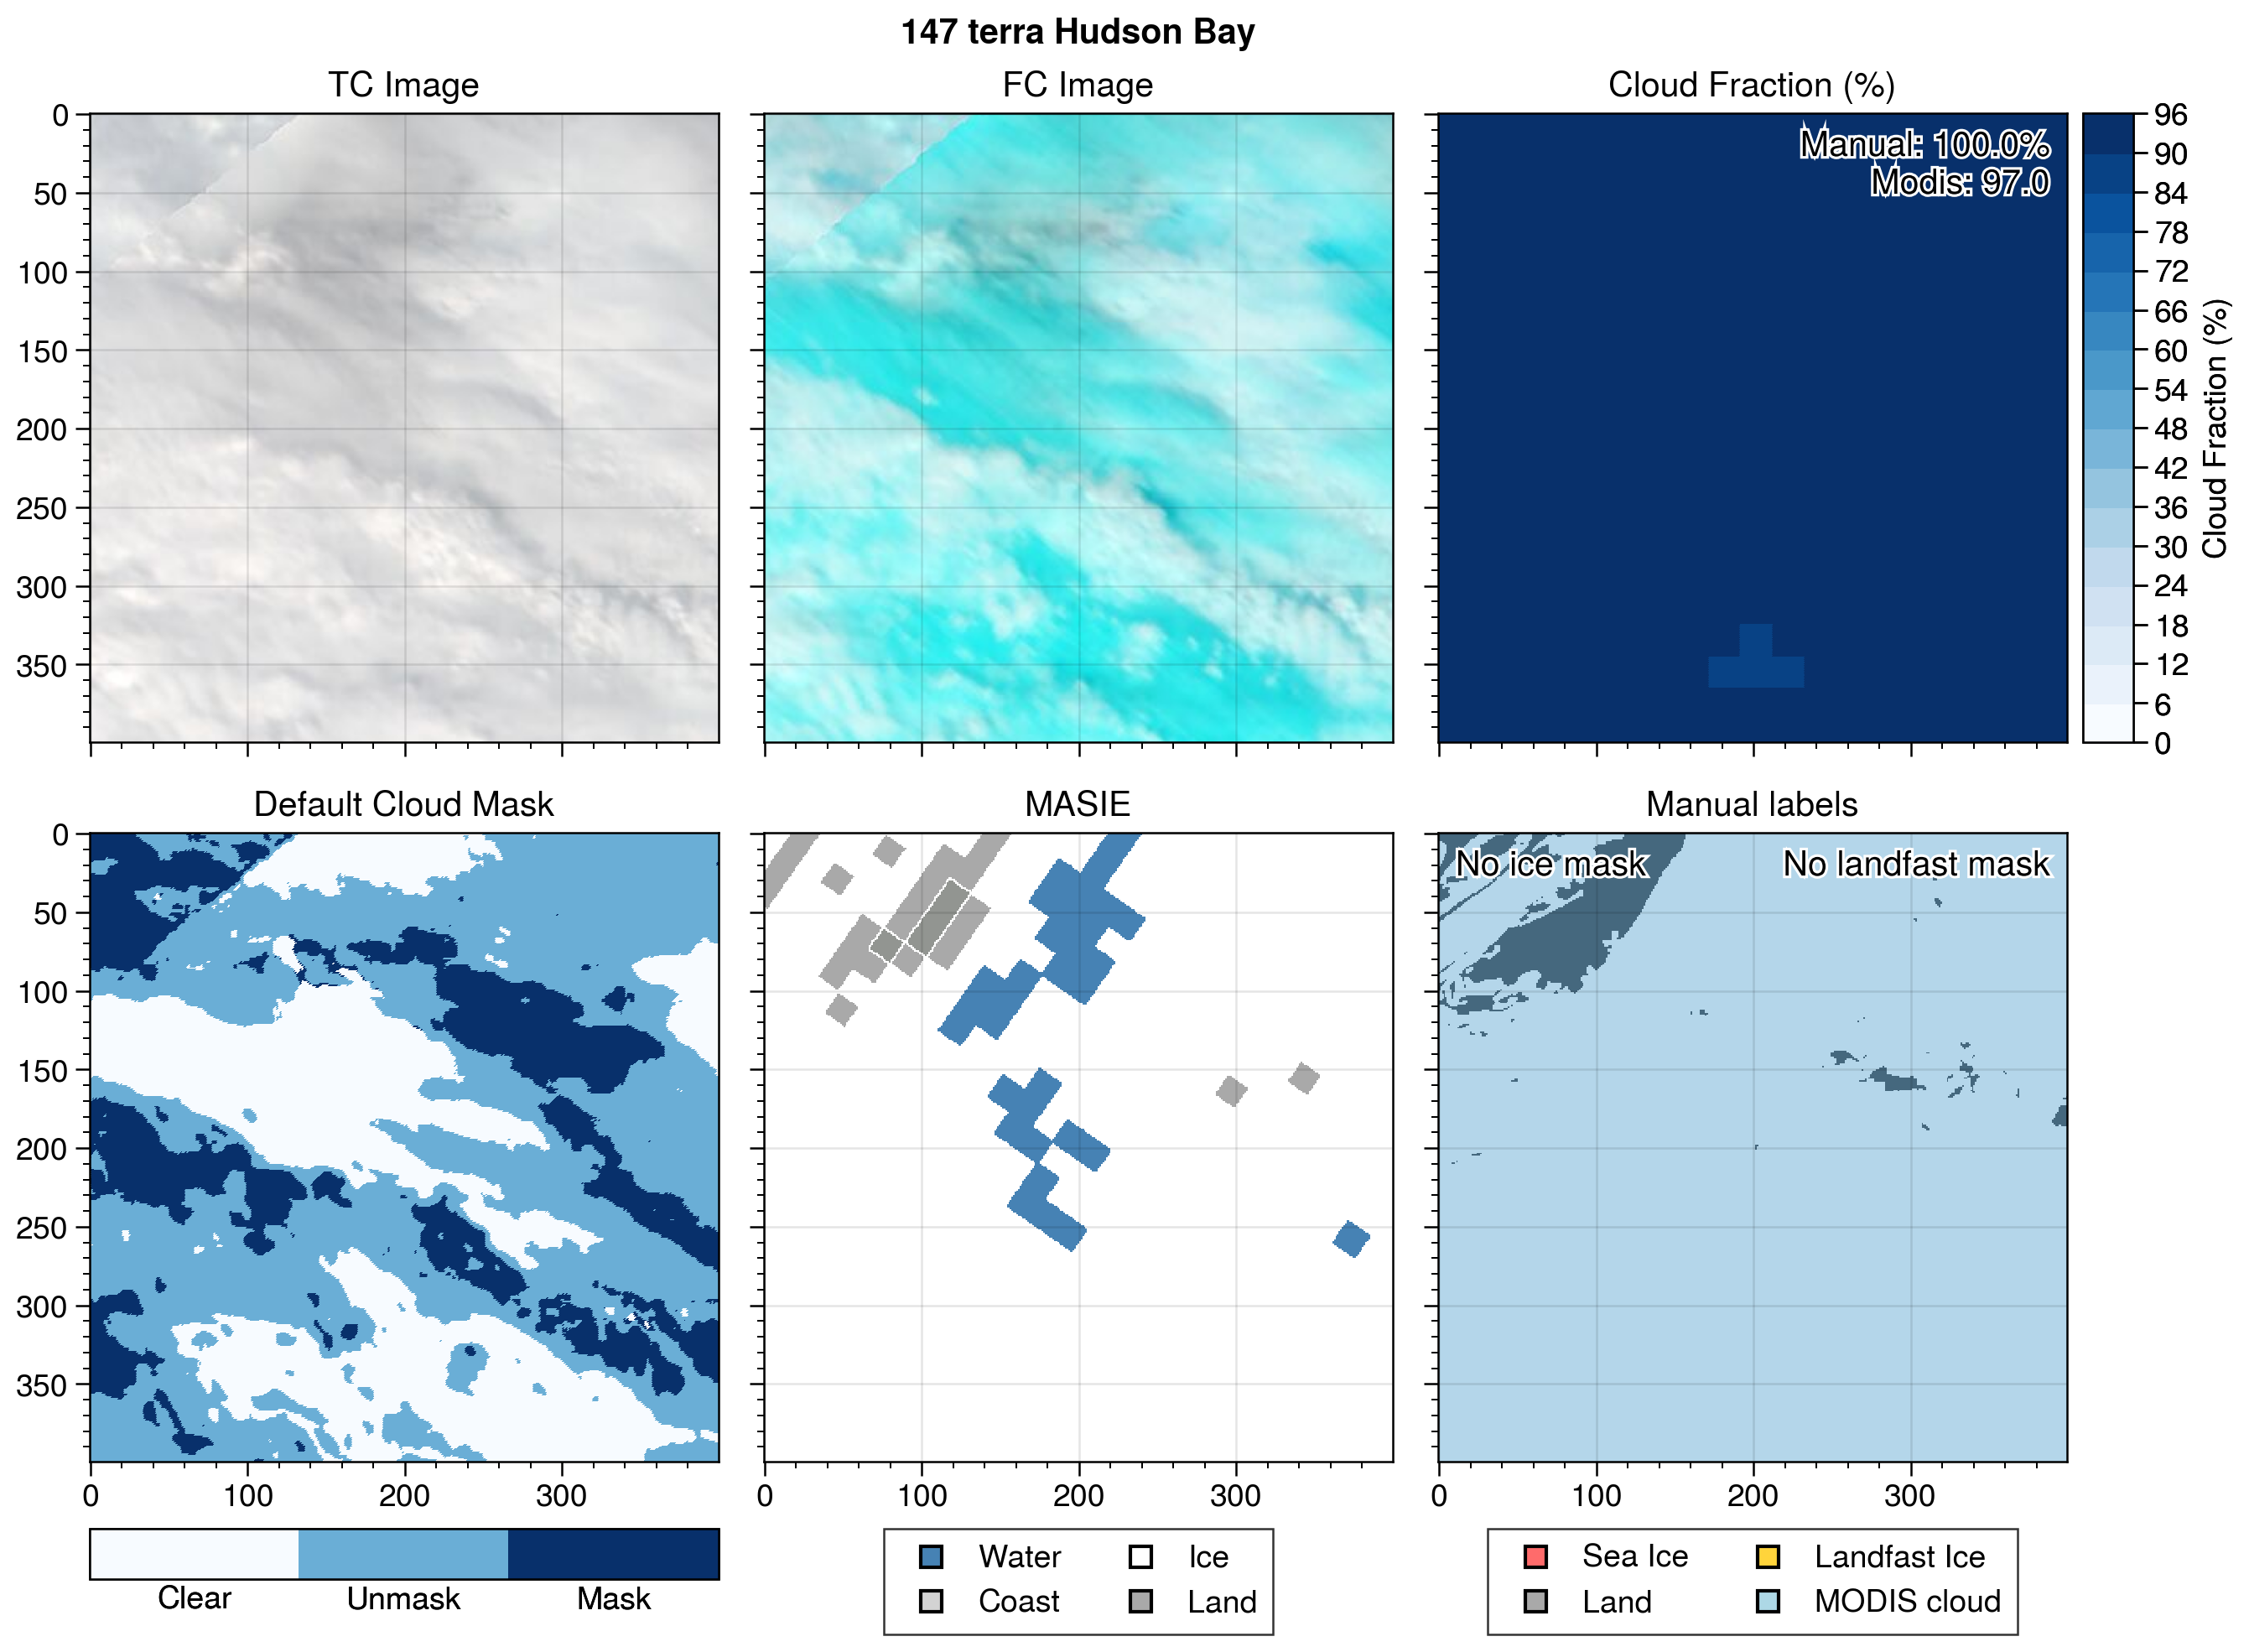 147 terra Hudson Bay
TC Image
FC Image
Cloud Fraction (%)
0
50
100
150
200
250
300
350
Manual: 100.0%
Modis: 97.0
96
90
84
78
72
66
60
54
48
42
36
30
24
18
12
6
0
Cloud Fraction (%)
Default Cloud Mask
MASIE
Manual labels
0
50
100
150
200
250
300
350
No ice mask
No landfast mask
0 100 200 300
0 100 200 300
0 100 200 300
Clear Unmask Mask
Water Ice
Coast Land
Sea Ice Landfast Ice
Land MODIS cloud